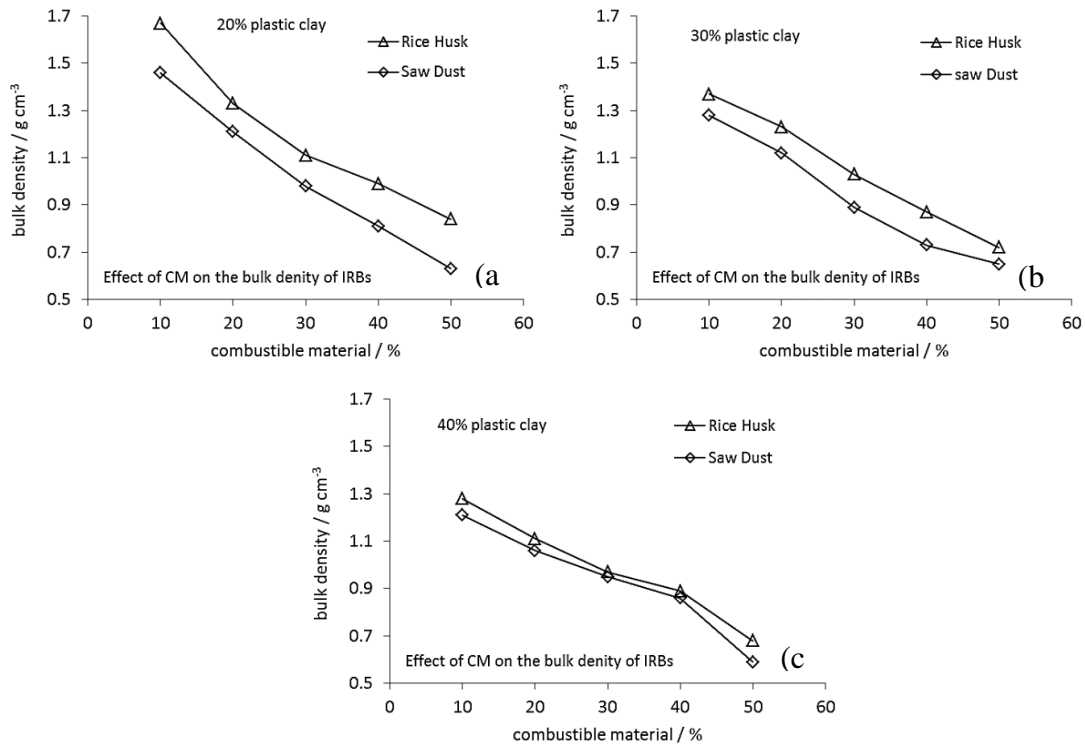 20% plastic clay
Rice Husk
Saw Dust
bulk density / g cm-3
1.7
1.5
1.3
1.1
0.9
0.7
0.5
Effect of CM on the bulk denity of IRBs
(a
0 10 20 30 40 50 60
combustible material / %
30% plastic clay
Rice Husk
saw Dust
bulk density / g cm-3
1.7
1.5
1.3
1.1
0.9
0.7
0.5
Effect of CM on the bulk denity of IRBs
(b
0 10 20 30 40 50 60
combustible material / %
40% plastic clay
Rice Husk
Saw Dust
bulk density / g cm-3
1.7
1.5
1.3
1.1
0.9
0.7
0.5
Effect of CM on the bulk denity of IRBs
(c
0 10 20 30 40 50 60
combustible material / %